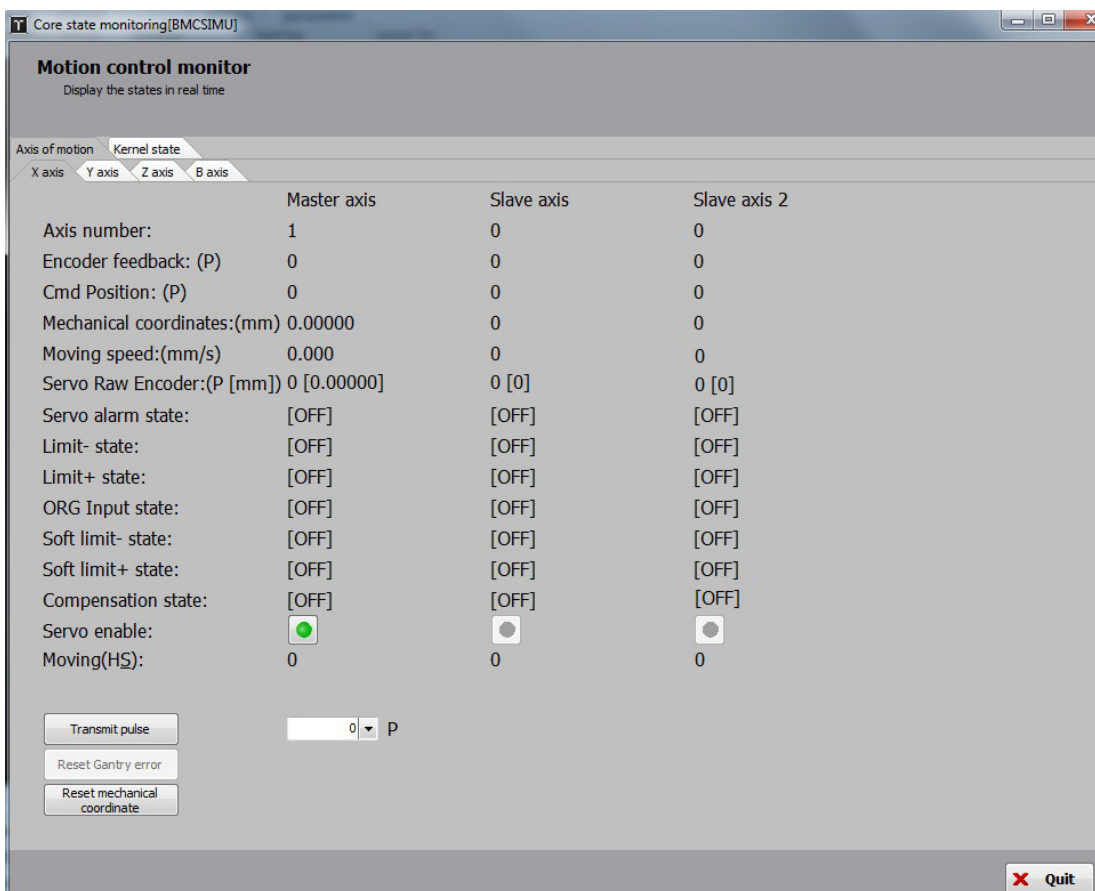 Core state monitoring[BMCSIMU]
Motion control monitor
Display the states in real time
Axis of motion Kernel state
X axis Y axis Z axis B axis
Master axis Slave axis Slave axis 2
Axis number: 1 0 0
Encoder feedback: (P) 0 0 0
Cmd Position: (P) 0 0 0
Mechanical coordinates:(mm) 0.00000 0 0
Moving speed:(mm/s) 0.000 0 0
Servo Raw Encoder:(P [mm]) 0 [0.00000] 0 [0] 0 [0]
Servo alarm state: [OFF] [OFF] [OFF]
Limit- state: [OFF] [OFF] [OFF]
Limit+ state: [OFF] [OFF] [OFF]
ORG Input state: [OFF] [OFF] [OFF]
Soft limit- state: [OFF] [OFF] [OFF]
Soft limit+ state: [OFF] [OFF] [OFF]
Compensation state: [OFF] [OFF] [OFF]
Servo enable:
Moving(HS): 0 0 0
Transmit pulse 0 P
Reset Gantry error
Reset mechanical
coordinate
Quit